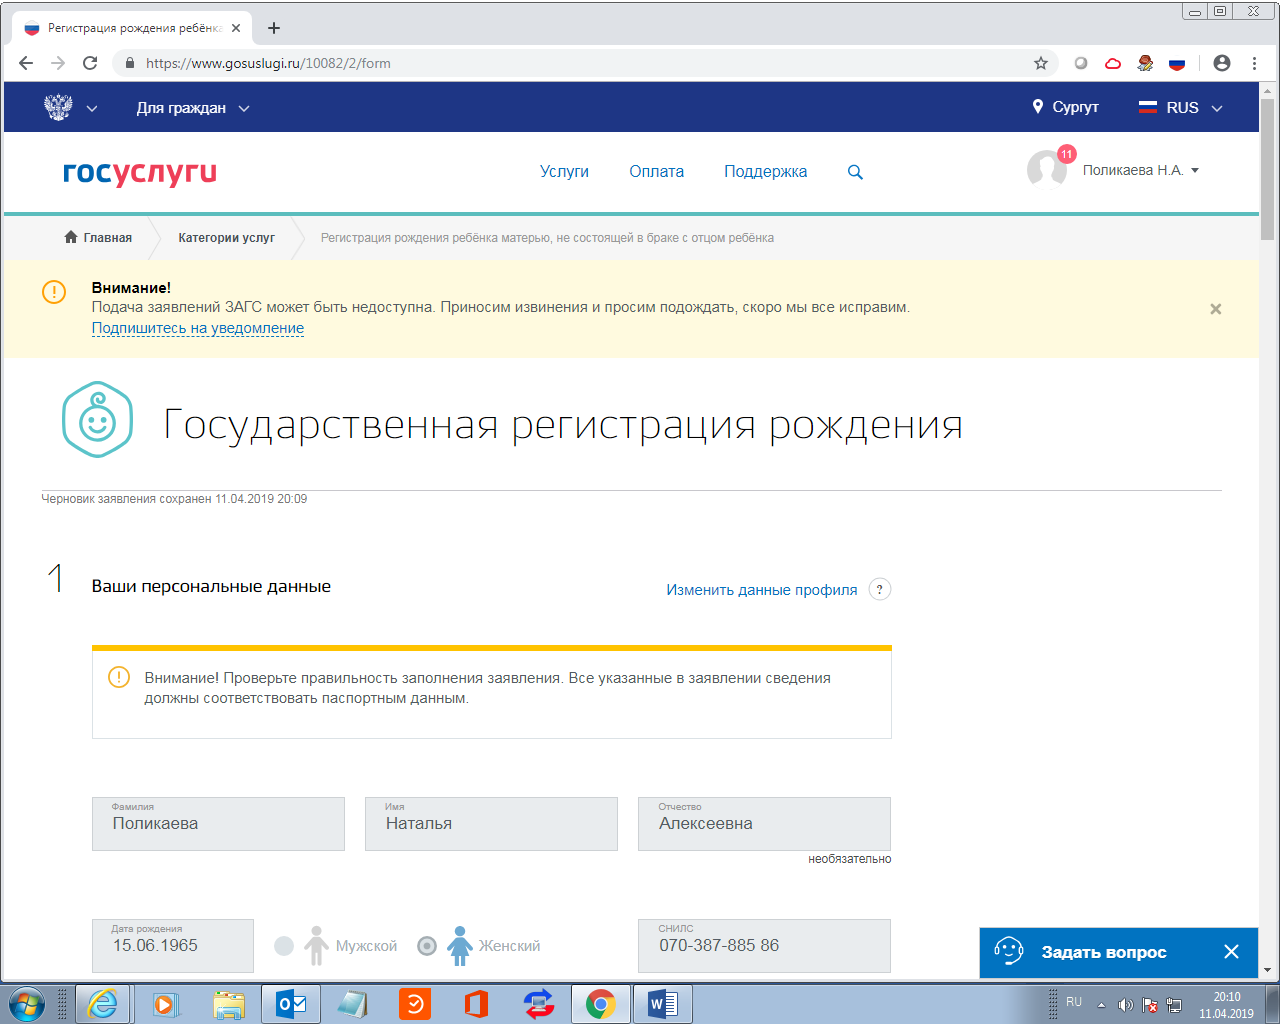 Регистрация рождения ребёнка
https://www.gosuslugi.ru/10082/2/form
Для граждан
Сургут
RUS
госуслуги
Услуги
Оплата
Поддержка
11
Поликаева Н.А.
Главная
Категории услуг
Регистрация рождения ребёнка матерью, не состоящей в браке с отцом ребёнка
Внимание!
Подача заявлений ЗАГС может быть недоступна. Приносим извинения и просим подождать, скоро мы все исправим.
Подпишитесь на уведомление
Государственная регистрация рождения
Черновик заявления сохранен 11.04.2019 20:09
1
Ваши персональные данные
Изменить данные профиля
?
Внимание! Проверьте правильность заполнения заявления. Все указанные в заявлении сведения
должны соответствовать паспортным данным.
Фамилия
Поликаева
Имя
Наталья
Отчество
Алексеевна
необязательно
Дата рождения
15.06.1965
Мужской
Женский
СНИЛС
070-387-885 86
Задать вопрос
RU
20:10
11.04.2019